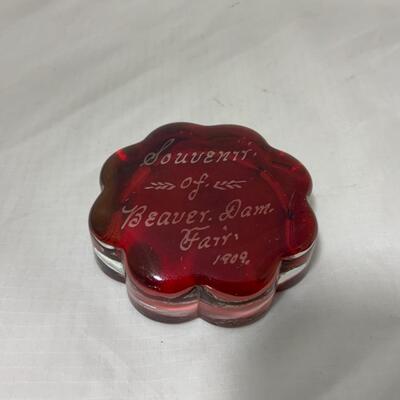 Souvenir.
of.
Beaver. Dam.
Fair.
1909.